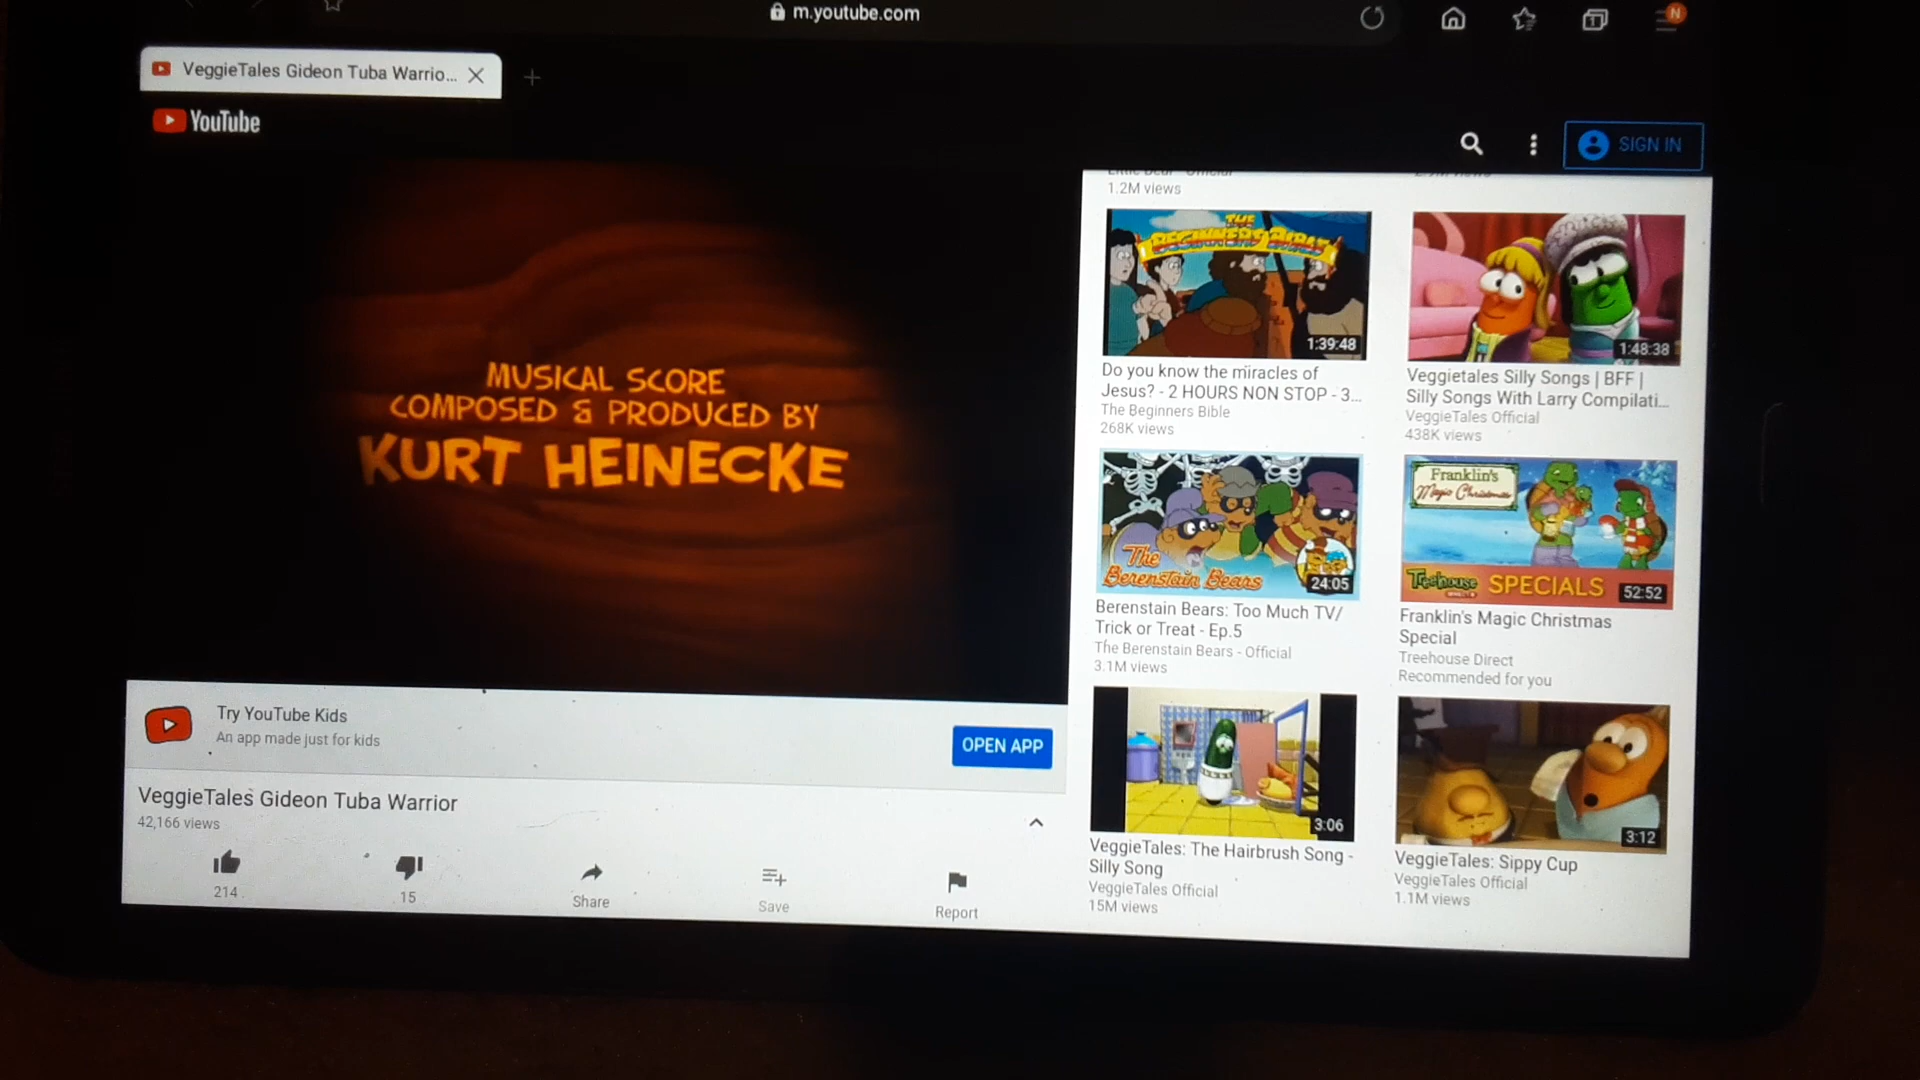 m.youtube.com
N
VeggieTales Gideon Tuba Warrio...
YouTube
SIGN IN
MUSICAL SCORE
COMPOSED & PRODUCED BY
KURT HEINECKE
Try YouTube Kids
An app made just for kids
OPEN APP
VeggieTales Gideon Tuba Warrior
42,166 views
214
15
Share
Save
Report
1.2M views
THE
BEGINNERS BIBLE
1:39:48
Do you know the miracles of
Jesus? - 2 HOURS NON STOP - 3...
The Beginners Bible
268K views
1:48:38
Veggietales Silly Songs | BFF |
Silly Songs With Larry Compilati...
VeggieTales Official
438K views
The
Berenstain Bears
24:05
Berenstain Bears: Too Much TV/
Trick or Treat - Ep.5
The Berenstain Bears - Official
3.1M views
Franklin's
Magic Christmas
Treehouse
SPECIALS
52:52
Franklin's Magic Christmas
Special
Treehouse Direct
Recommended for you
3:06
VeggieTales: The Hairbrush Song -
Silly Song
VeggieTales Official
15M views
3:12
VeggieTales: Sippy Cup
VeggieTales Official
1.1M views